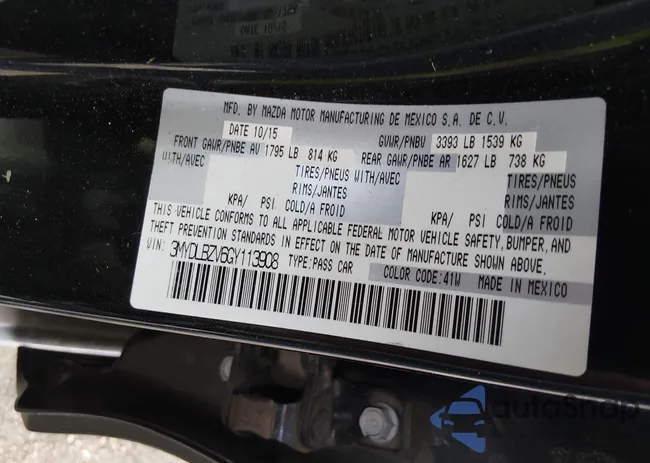 MFD. BY MAZDA MOTOR MANUFACTURING DE MEXICO S.A. DE C.V.
DATE 10/15 GVWR/PNBV 3393 LB 1539 KG
FRONT GAWR/PNBE AV 1795 LB 814 KG REAR GAWR/PNBE AR 1627 LB 738 KG
WITH/AVEC TIRES/PNEUS WITH/AVEC TIRES/PNEUS
RIMS/JANTES RIMS/JANTES
KPA/ PSI COLD/A FROID KPA/ PSI COLD/A FROID
THIS VEHICLE CONFORMS TO ALL APPLICABLE FEDERAL MOTOR VEHICLE SAFETY, BUMPER, AND
THEFT PREVENTION STANDARDS IN EFFECT ON THE DATE OF MANUFACTURE SHOWN ABOVE.
VIN: 3MYDLBZV6GY113908 TYPE:PASS CAR
COLOR CODE:41W MADE IN MEXICO
autoShop